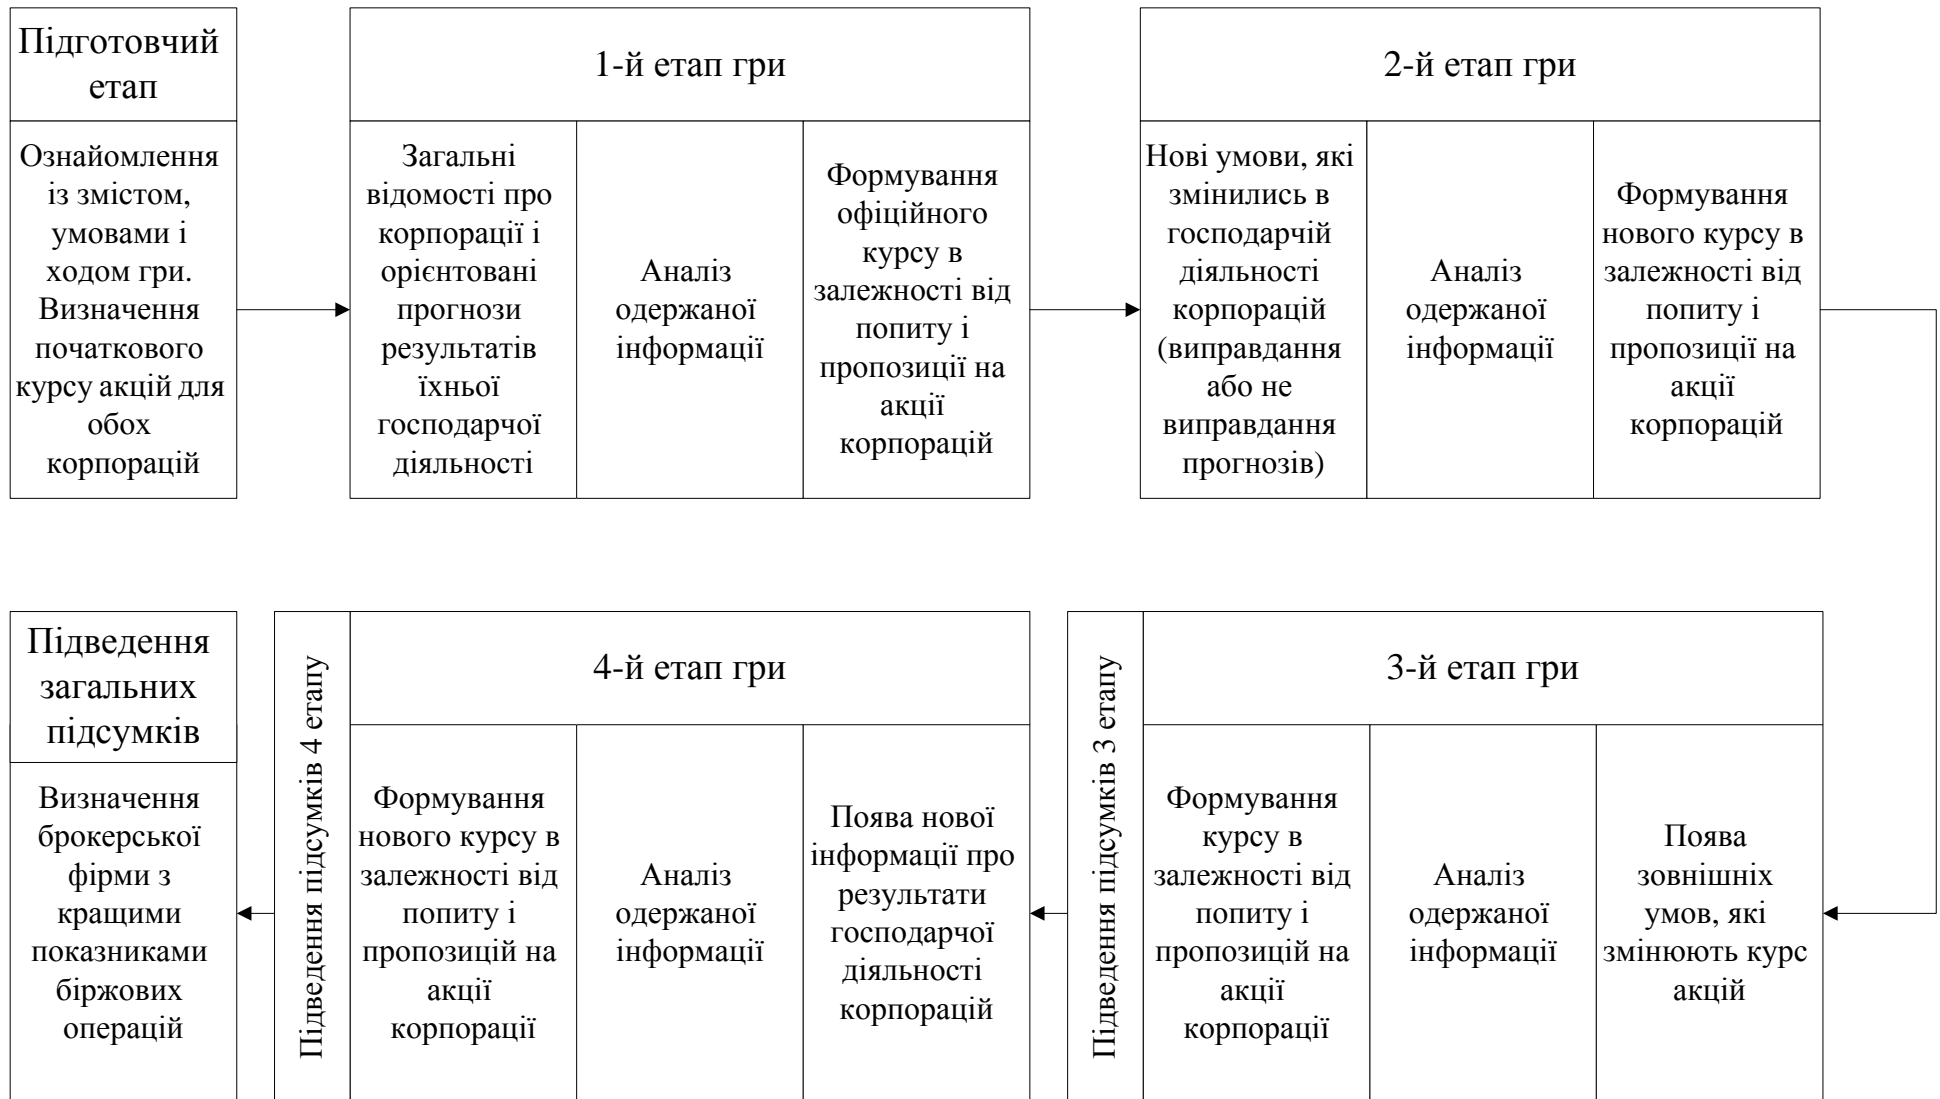 Підготовчий
етап
Ознайомлення
із змістом,
умовами і
ходом гри.
Визначення
початкового
курсу акцій для
обох
корпорацій
1-й етап гри
Загальні
відомості про
корпорації і
орієнтовані
прогнози
результатів
їхньої
господарчої
діяльності
Аналіз
одержаної
інформації
Формування
офіційного
курсу в
залежності від
попиту і
пропозиції на
акції
корпорацій
2-й етап гри
Нові умови, які
змінились в
господарчій
діяльності
корпорацій
(виправдання
або не
виправдання
прогнозів)
Аналіз
одержаної
інформації
Формування
нового курсу в
залежності від
попиту і
пропозиції на
акції
корпорацій
3-й етап гри
Поява
зовнішніх
умов, які
змінюють курс
акцій
Аналіз
одержаної
інформації
Формування
курсу в
залежності від
попиту і
пропозицій на
акції
корпорації
Підведення підсумків 3 етапу
4-й етап гри
Поява нової
інформації про
результати
господарчої
діяльності
корпорацій
Аналіз
одержаної
інформації
Формування
нового курсу в
залежності від
попиту і
пропозицій на
акції
корпорації
Підведення підсумків 4 етапу
Підведення
загальних
підсумків
Визначення
брокерської
фірми з
кращими
показниками
біржових
операцій